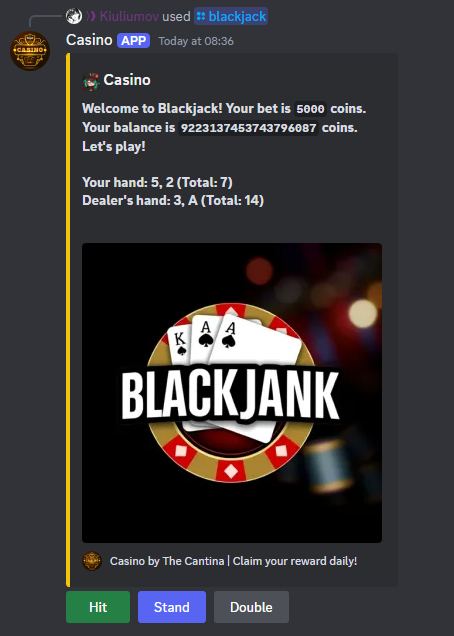 Kiuliumov used blackjack
Casino APP Today at 08:36
Casino
Welcome to Blackjack! Your bet is 5000 coins.
Your balance is 9223137453743796087 coins.
Let's play!
Your hand: 5, 2 (Total: 7)
Dealer's hand: 3, A (Total: 14)
K A A
BLACKJANK
Casino by The Cantina | Claim your reward daily!
Hit Stand Double